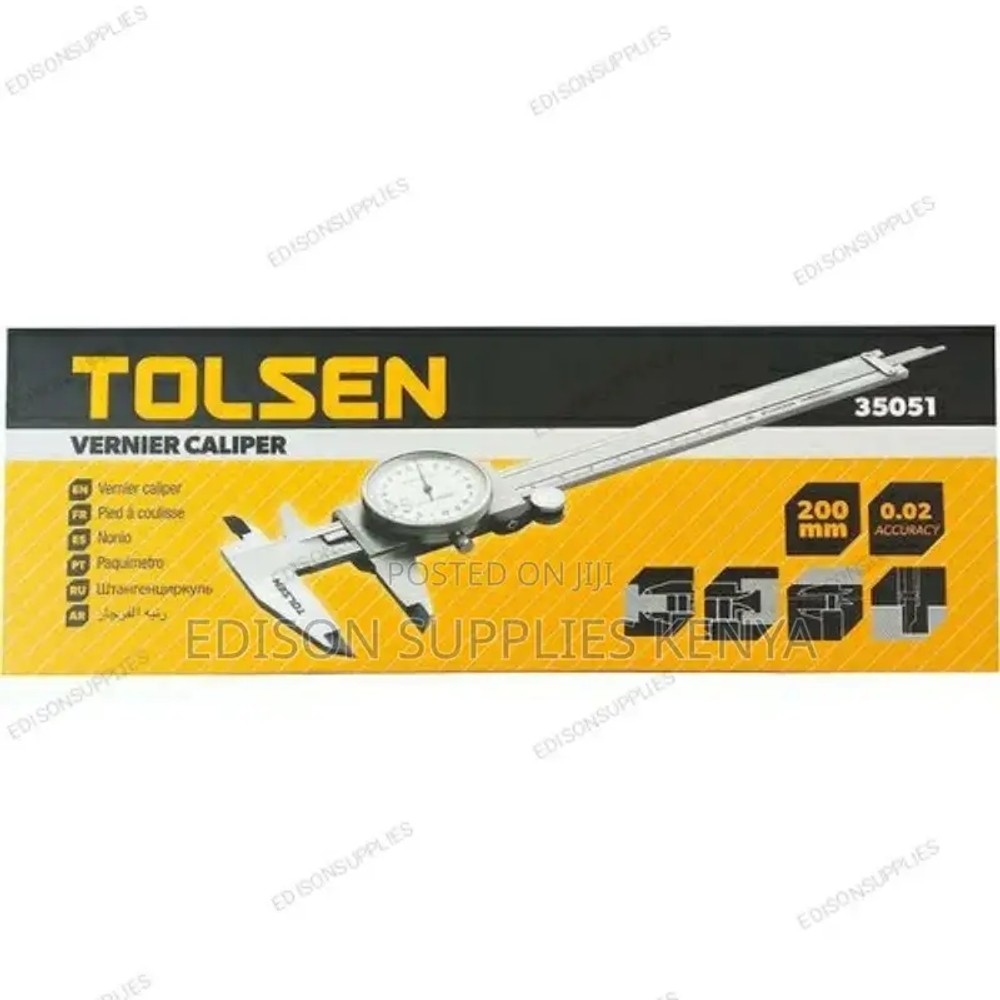 EDISONSUPPLIES
EDISONSUPPLIES
EDISONSUPPLIES
EDISONSUPPLIES
TOLSEN
35051
VERNIER CALIPER
EN Vernier caliper
FR Pied à coulisse
ES Nonio
PT Paquimetro
RU Штангенциркуль
AR رنيه الفرجار
200 mm
0.02 ACCURACY
TOLSEN
POSTED ON JIJI
EDISON SUPPLIES KENYA
EDISONSUPPLIES
EDISONSUPPLIES
EDISONSUPPLIES
EDISONSUPPLIES